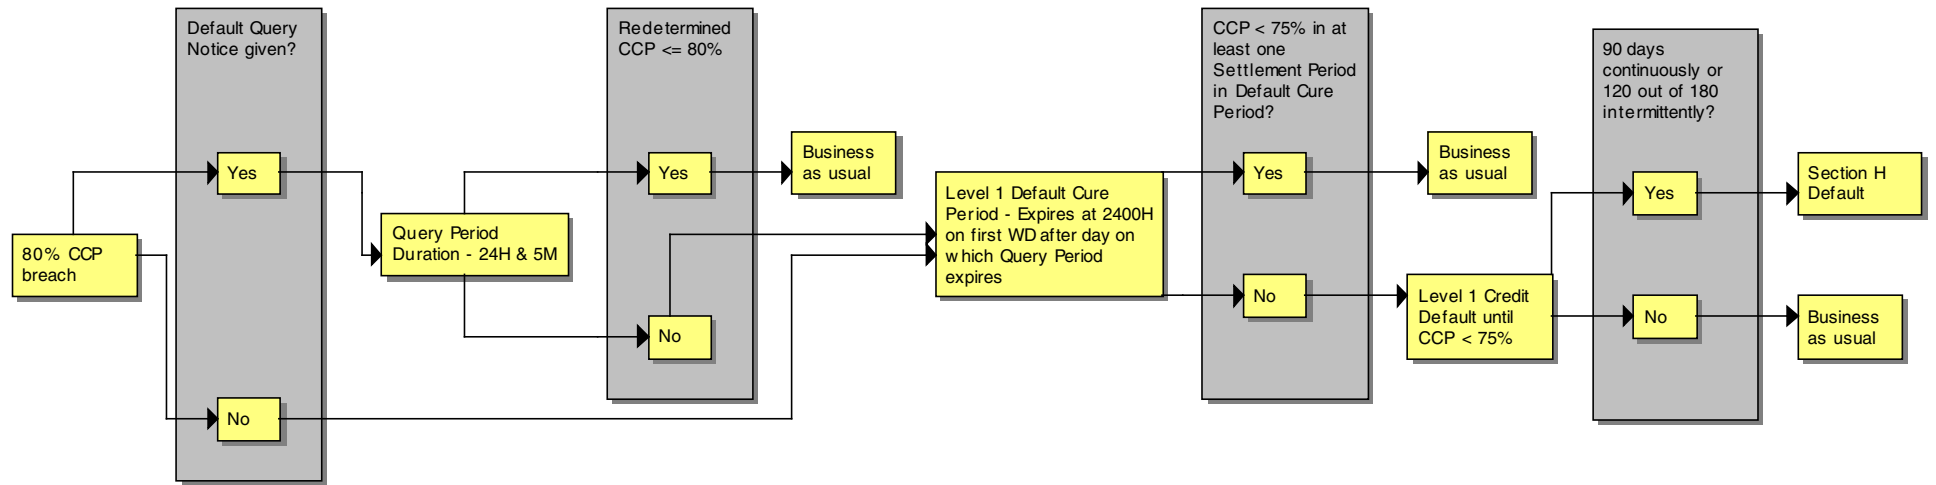 Default Query
Notice given?
Yes
No
80% CCP
breach
Query Period
Duration - 24H & 5M
Redetermined
CCP <= 80%
Yes
No
Business
as usual
Level 1 Default Cure
Period - Expires at 2400H
on first WD after day on
which Query Period
expires
CCP < 75% in at
least one
Settlement Period
in Default Cure
Period?
Yes
No
Business
as usual
Level 1 Credit
Default until
CCP < 75%
90 days
continuously or
120 out of 180
intermittently?
Yes
No
Section H
Default
Business
as usual